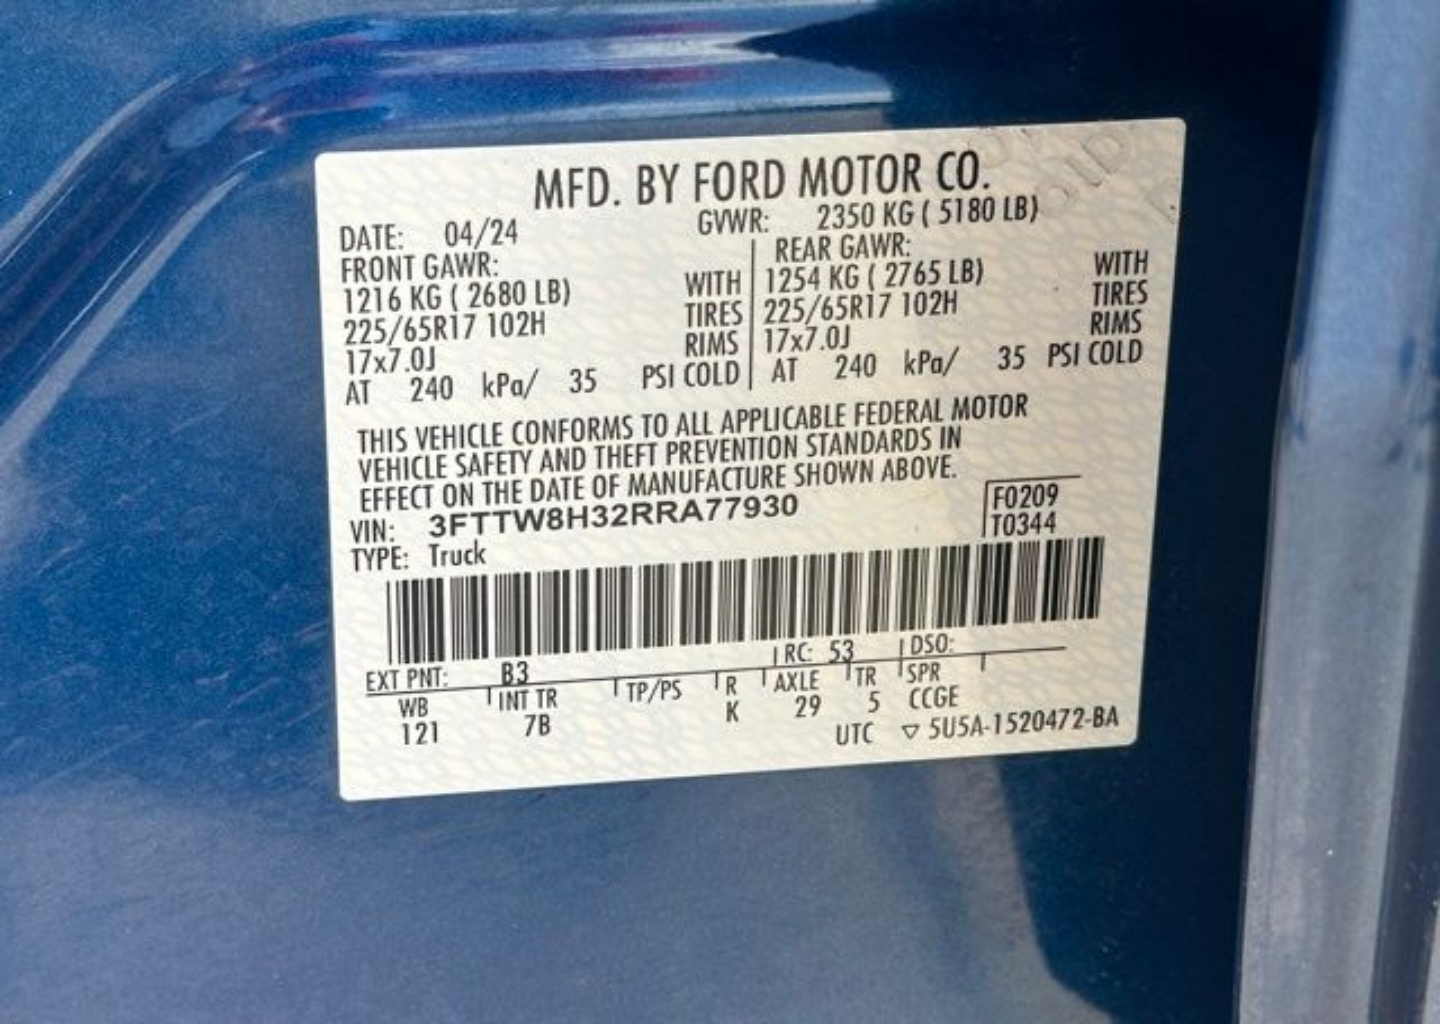 MFD. BY FORD MOTOR CO.
DATE: 04/24 GVWR: 2350 KG ( 5180 LB)
FRONT GAWR: REAR GAWR:
1216 KG ( 2680 LB) WITH 1254 KG ( 2765 LB) WITH
225/65R17 102H TIRES 225/65R17 102H TIRES
17x7.0J RIMS 17x7.0J RIMS
AT 240 kPa/ 35 PSI COLD AT 240 kPa/ 35 PSI COLD
THIS VEHICLE CONFORMS TO ALL APPLICABLE FEDERAL MOTOR
VEHICLE SAFETY AND THEFT PREVENTION STANDARDS IN
EFFECT ON THE DATE OF MANUFACTURE SHOWN ABOVE.
VIN: 3FTTW8H32RRA77930 F0209
TYPE: Truck T0344
EXT PNT: B3 RC: 53 DSO:
WB INT TR TP/PS R AXLE TR SPR
121 7B K 29 5 CCGE
UTC ▽ 5U5A-1520472-BA